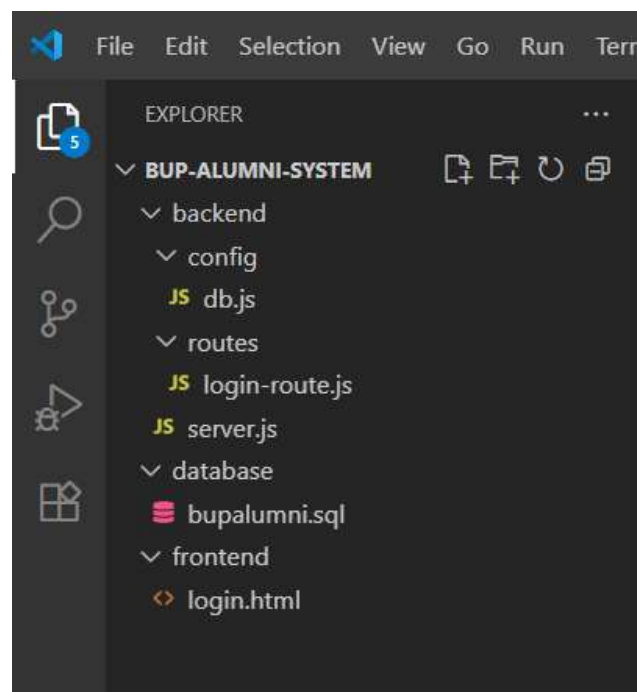 File Edit Selection View Go Run Terr
EXPLORER ...
5
BUP-ALUMNI-SYSTEM
backend
config
JS db.js
routes
JS login-route.js
JS server.js
database
bupalumni.sql
frontend
<> login.html